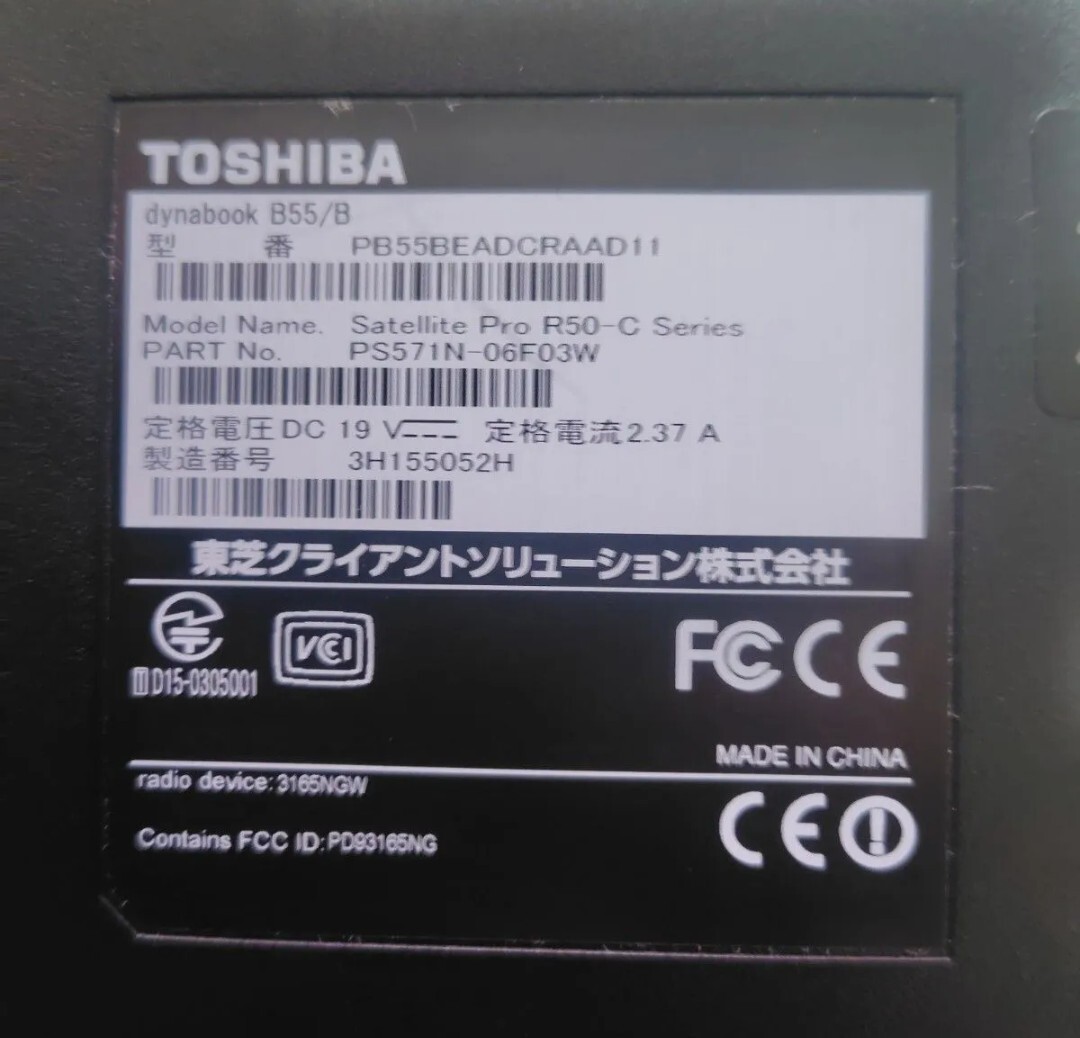 TOSHIBA
dynabook B55/B
型 番 PB55BEADCRAAD11
Model Name. Satellite Pro R50-C Series
PART No. PS571N-06F03W
定格電圧 DC 19 V 定格電流 2.37 A
製造番号 3H155052H
東芝クライアントソリューション株式会社
VCI FC CE
D15-0305001
MADE IN CHINA
radio device: 3165NGW
Contains FCC ID: PD93165NG
CE